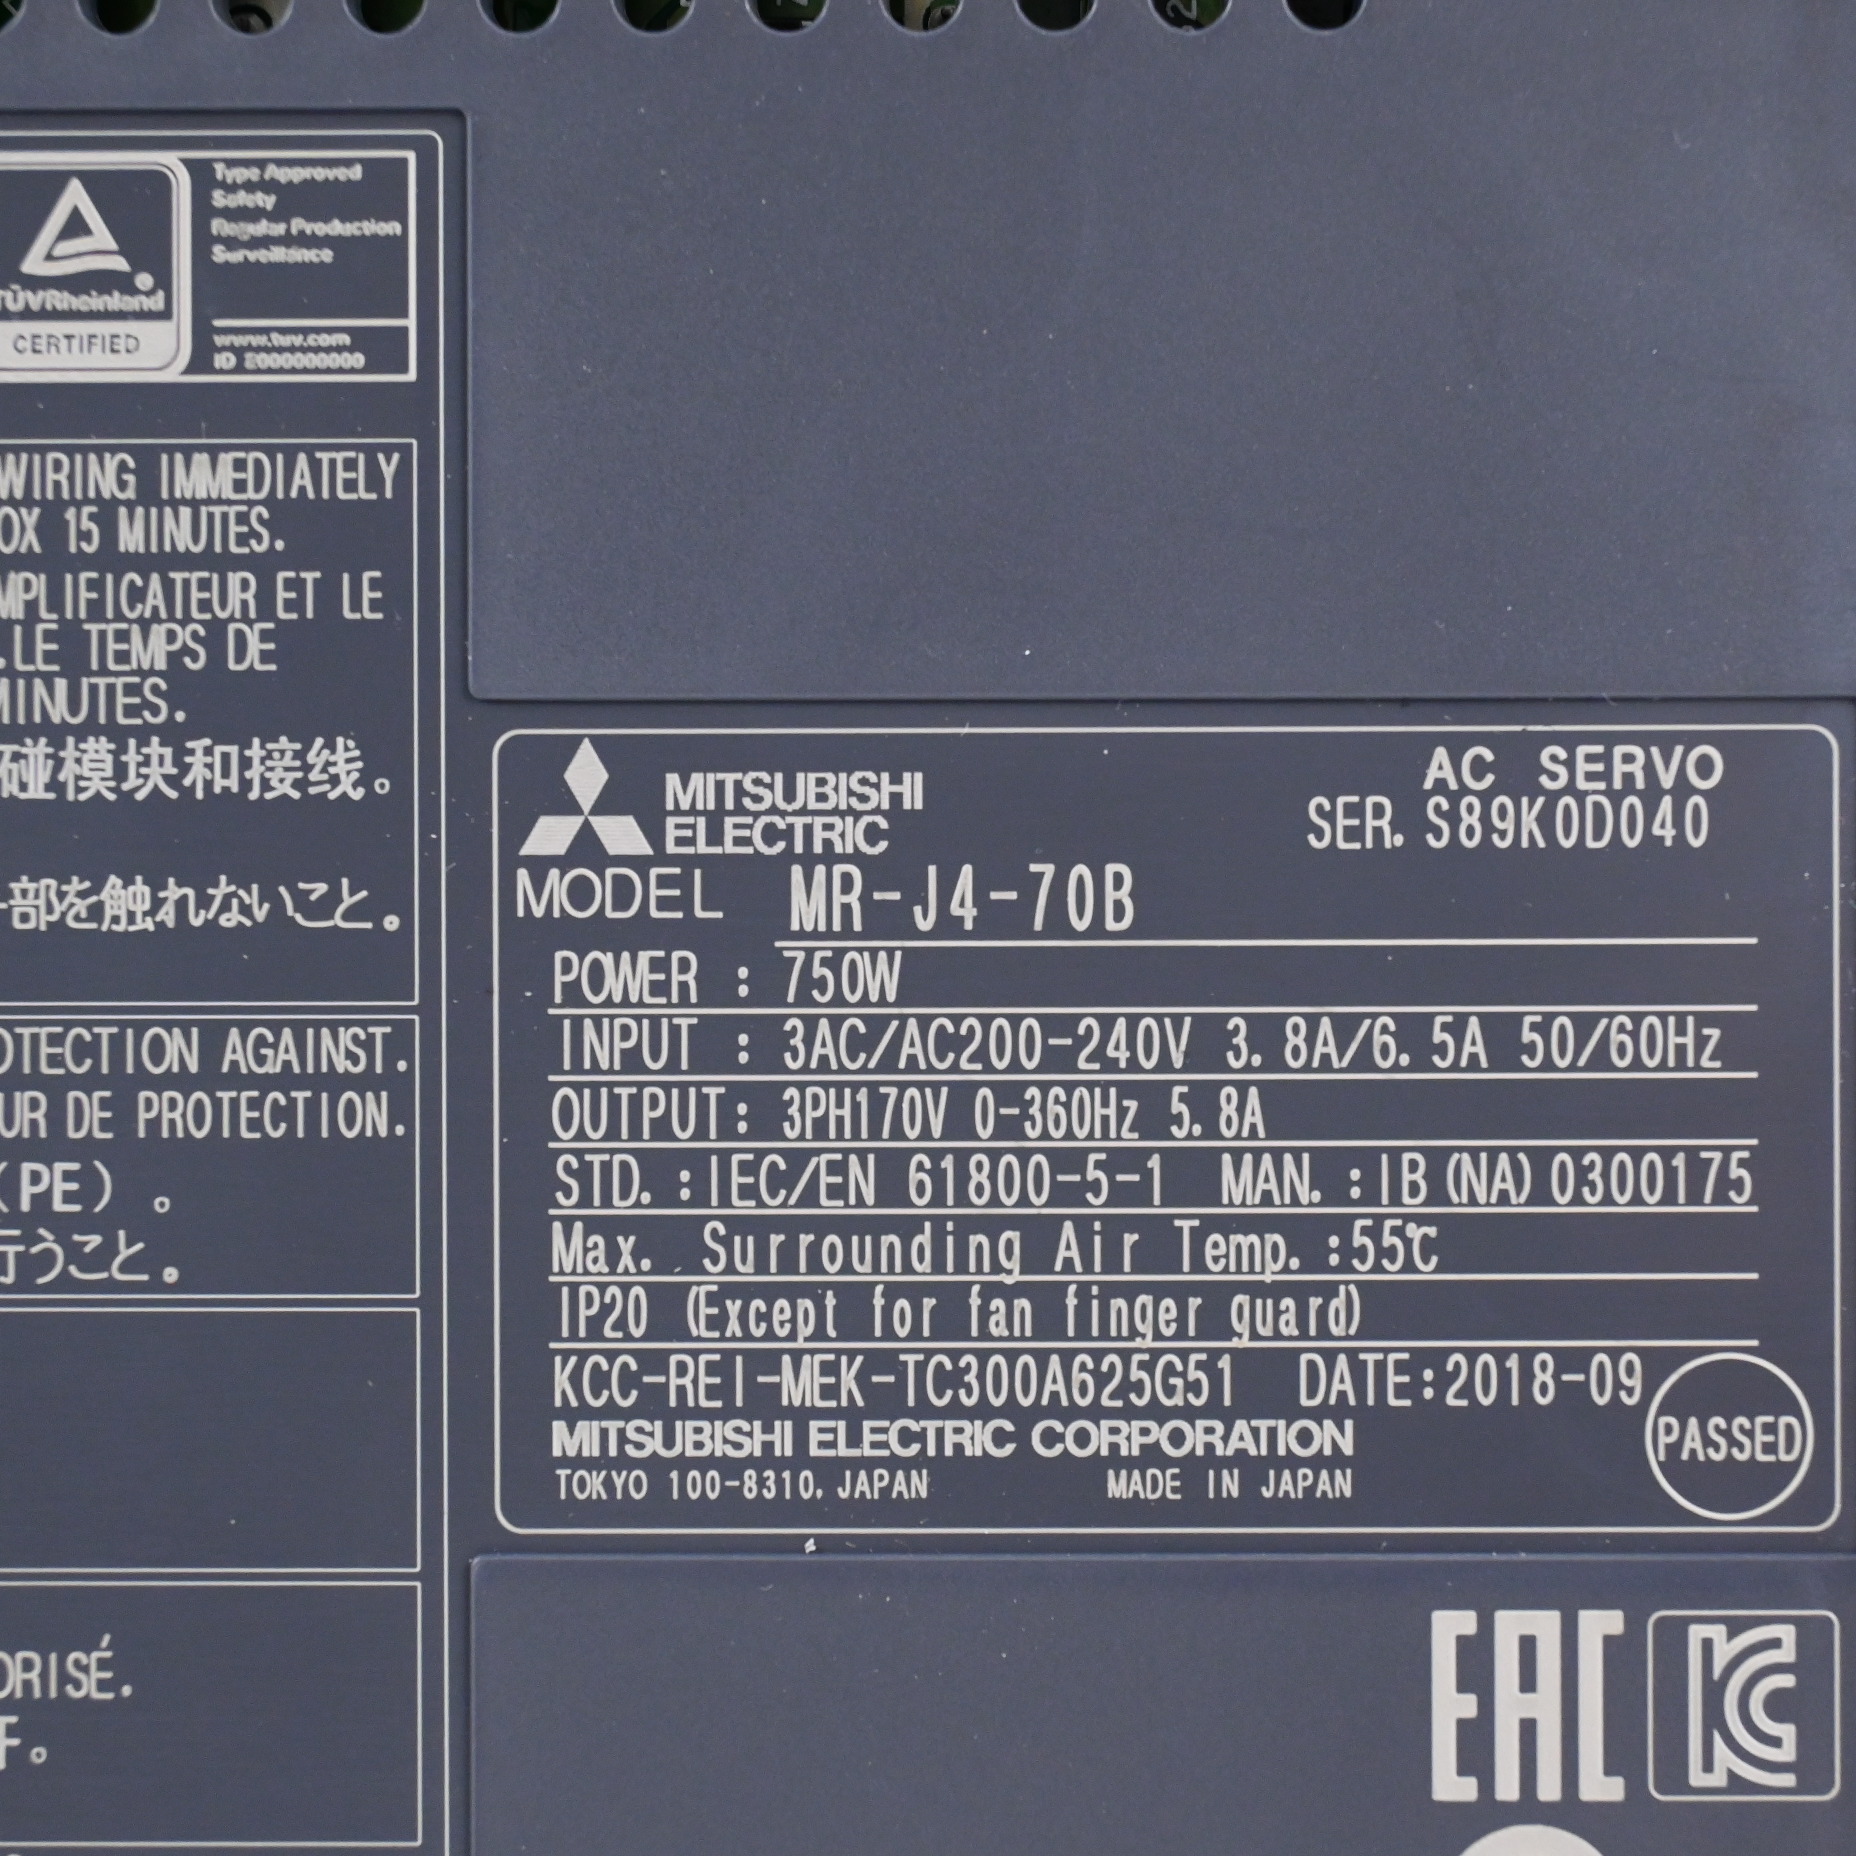 Type Approved
Safety
Regular Production
Surveillance
TÜVRheinland
CERTIFIED
www.tuv.com
ID 2000000000
WIRING IMMEDIATELY
OX 15 MINUTES.
MPLIFICATEUR ET LE
.LE TEMPS DE
MINUTES.
碰模块和接线。
部を触れないこと。
OTECTION AGAINST.
UR DE PROTECTION.
(PE) 。
行うこと。
ORISÉ.
MITSUBISHI
ELECTRIC
AC SERVO
SER. S89K0D040
MODEL MR-J4-70B
POWER : 750W
INPUT : 3AC/AC200-240V 3.8A/6.5A 50/60Hz
OUTPUT: 3PH170V 0-360Hz 5.8A
STD. : IEC/EN 61800-5-1 MAN. : IB(NA)0300175
Max. Surrounding Air Temp. :55℃
IP20 (Except for fan finger guard)
KCC-REI-MEK-TC300A625G51 DATE:2018-09
PASSED
MITSUBISHI ELECTRIC CORPORATION
TOKYO 100-8310, JAPAN MADE IN JAPAN
EAC